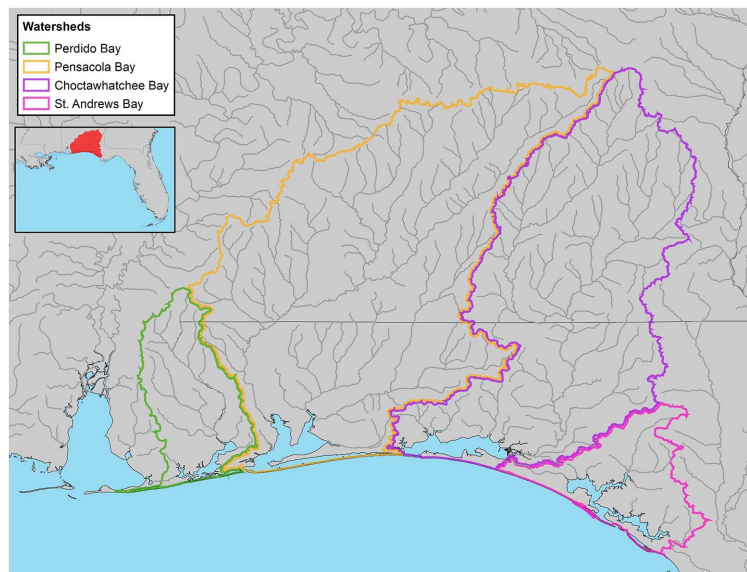 Watersheds
Perdido Bay
Pensacola Bay
Choctawhatchee Bay
St. Andrews Bay